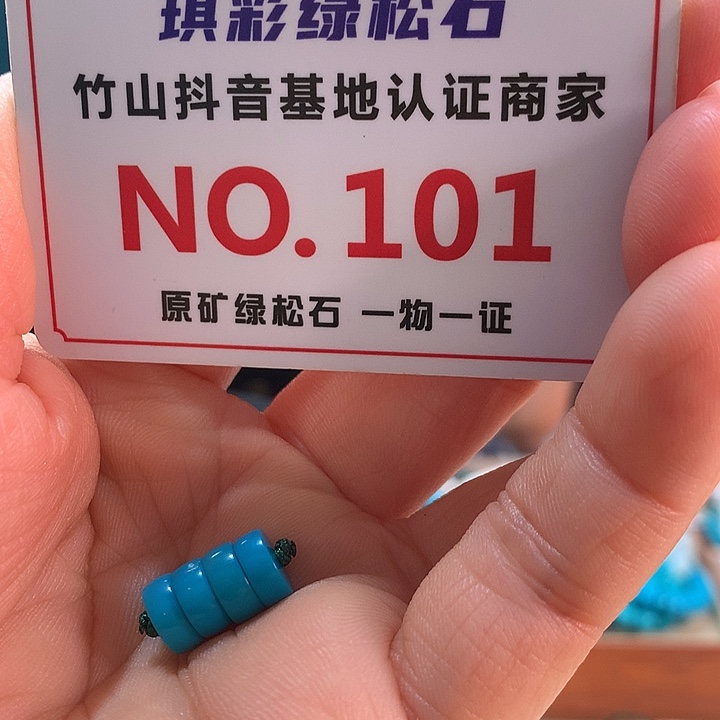 琪彩绿松石
竹山抖音基地认证商家
NO.101
原矿绿松石 一物一证